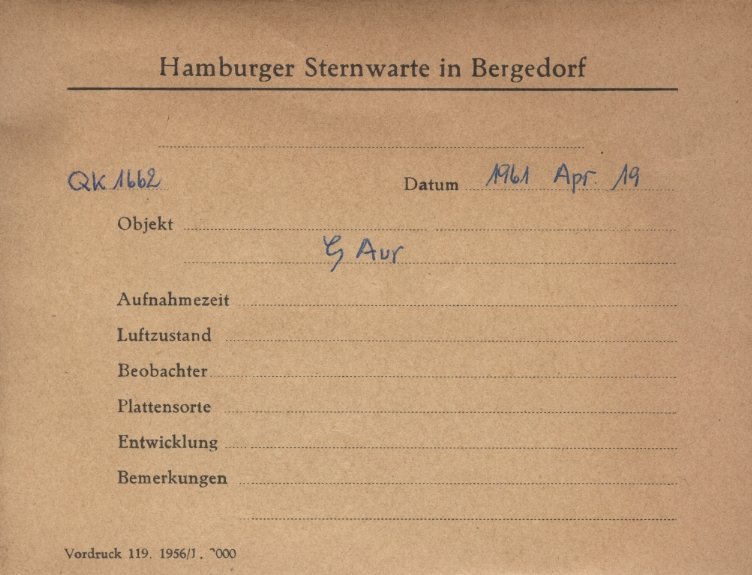 Hamburger Sternwarte in Bergedorf
QK 1662 Datum 1961 Apr. 19
Objekt
ζ Aur
Aufnahmezeit
Luftzustand
Beobachter
Plattensorte
Entwicklung
Bemerkungen
Vordruck 119. 1956/1.